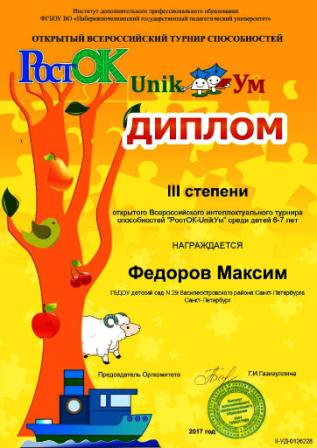 Институт дополнительного профессионального образования
ФГБОУ ВО «Набережночелнинский государственный педагогический университет»
ОТКРЫТЫЙ ВСЕРОССИЙСКИЙ ТУРНИР СПОСОБНОСТЕЙ
РостОК
Unik Ум
ДИПЛОМ
III степени
открытого Всероссийского интеллектуального турнира
способностей "РостОК-UnikУм" среди детей 6-7 лет
НАГРАЖДАЕТСЯ
Федоров Максим
ГБДОУ детский сад N 29 Василеостровского района Санкт-Петербурга
Санкт-Петербург
Председатель Оргкомитета
Г.И.Газизуллина
2017 год
II-УД-0126228